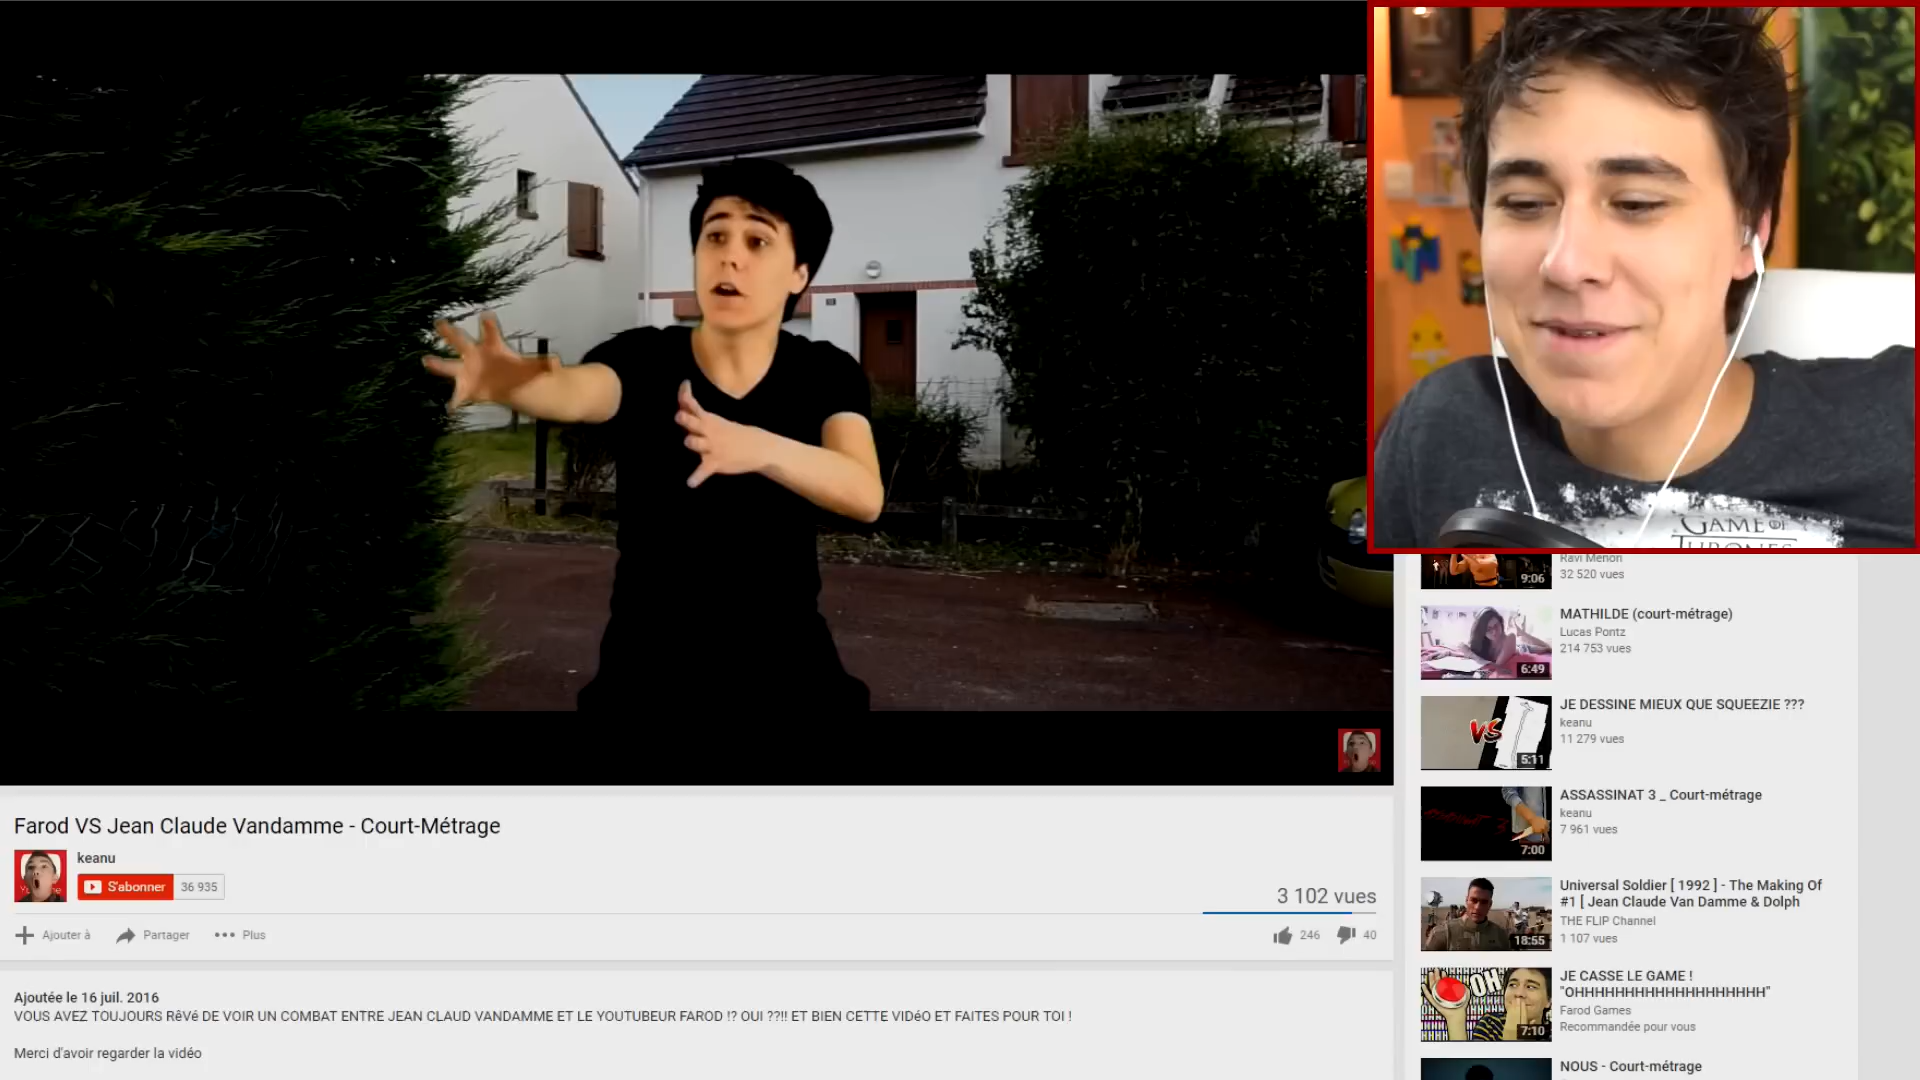 GAME OF
THRONES
Farod VS Jean Claude Vandamme - Court-Métrage
keanu
S'abonner 36 935
3 102 vues
Ajouter à Partager Plus
246 40
Ajoutée le 16 juil. 2016
VOUS AVEZ TOUJOURS RêVé DE VOIR UN COMBAT ENTRE JEAN CLAUD VANDAMME ET LE YOUTUBEUR FAROD !? OUI ??!! ET BIEN CETTE VIDéO ET FAITES POUR TOI !
Merci d'avoir regarder la vidéo
Ravi Menon
32 520 vues
9:06
MATHILDE (court-métrage)
Lucas Pontz
214 753 vues
6:49
JE DESSINE MIEUX QUE SQUEEZIE ???
keanu
11 279 vues
VS
5:11
ASSASSINAT 3 _ Court-métrage
keanu
7 961 vues
7:00
Universal Soldier [ 1992 ] - The Making Of
#1 [ Jean Claude Van Damme & Dolph
THE FLIP Channel
1 107 vues
18:55
JE CASSE LE GAME !
"OHHHHHHHHHHHHHHHHHHH"
Farod Games
Recommandée pour vous
OH
7:10
NOUS - Court-métrage